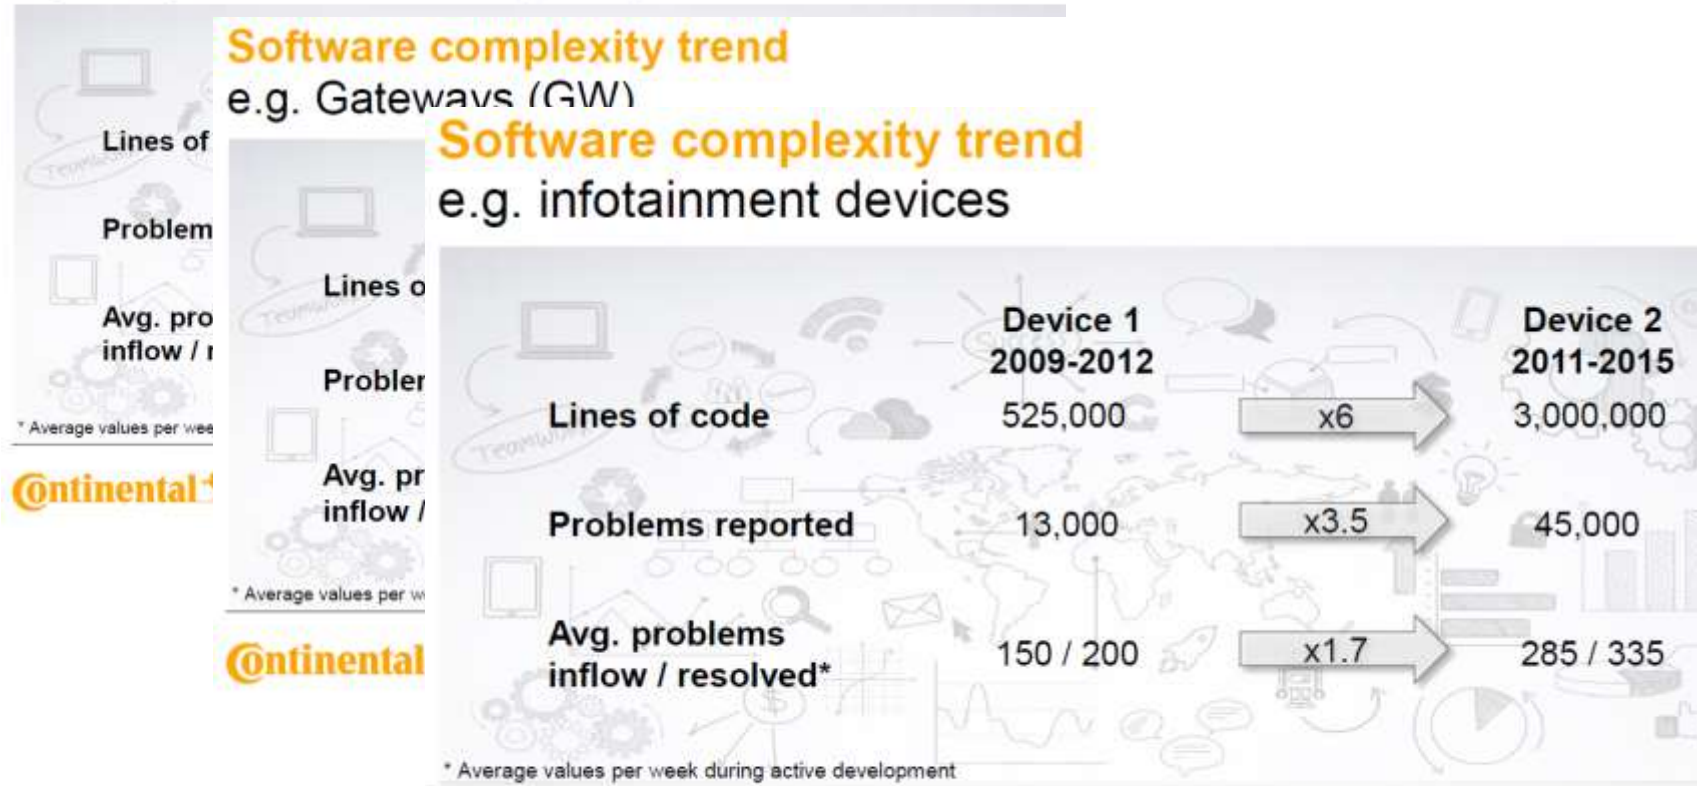 Lines of
Problem
Avg. pro
inflow / r
* Average values per wee
Continental
Software complexity trend
e.g. Gateways (GW)
Lines o
Probler
Avg. pr
inflow /
* Average values per w
Continental
Software complexity trend
e.g. infotainment devices
Device 1 Device 2
2009-2012 2011-2015
Lines of code 525,000 x6 3,000,000
Problems reported 13,000 x3.5 45,000
Avg. problems
inflow / resolved* 150 / 200 x1.7 285 / 335
* Average values per week during active development